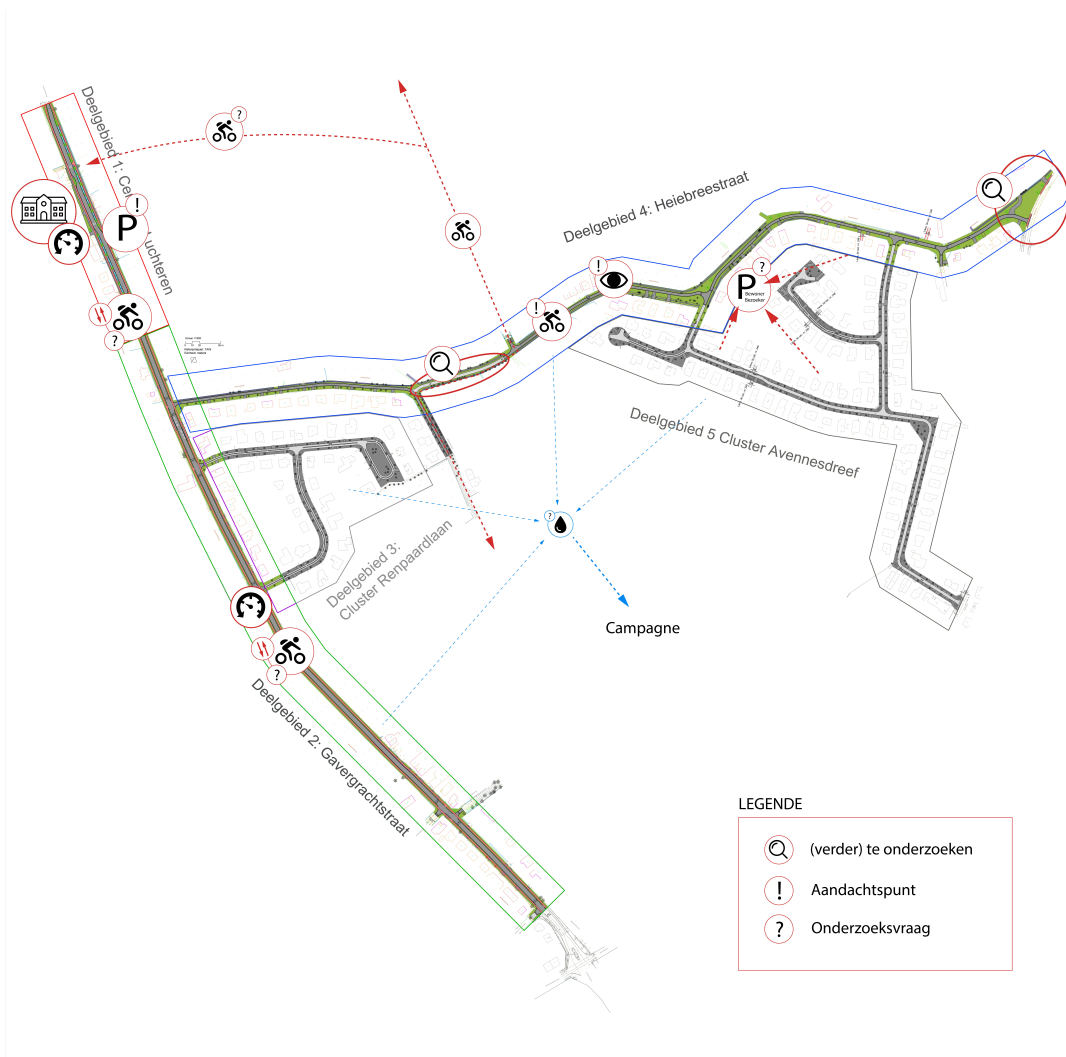 Deelgebied 1: Ce
Luchteren
?
!
P
?
Deelgebied 4: Heiebreestraat
!
!
?
P
Bewoner
Bezoeker
Deelgebied 5 Cluster Avennesdreef
?
Deelgebied 3:
Cluster Renpaardlaan
Campagne
?
Deelgebied 2: Gavergrachtstraat
LEGENDE
(verder) te onderzoeken
! Aandachtspunt
? Onderzoeksvraag